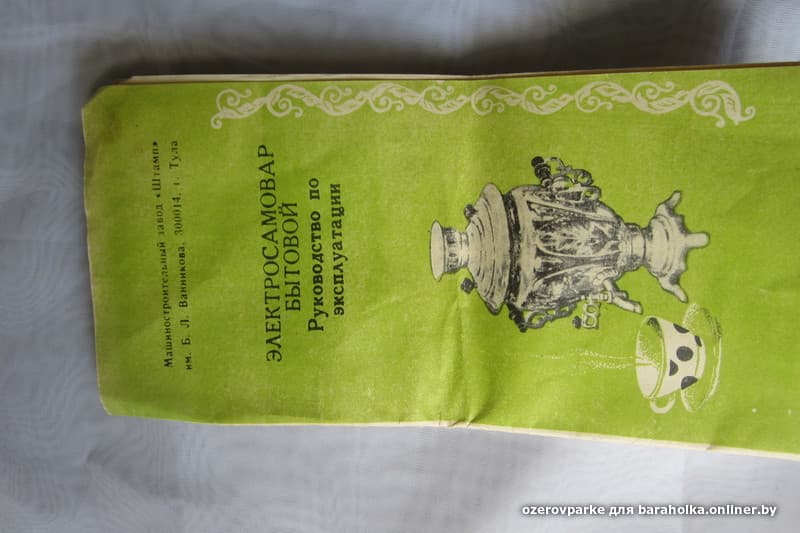 Машиностроительный завод «Штамп»
им. Б. Л. Ванникова, 300014, г. Тула
ЭЛЕКТРОСАМОВАР
БЫТОВОЙ
Руководство по
эксплуатации
ozerovparke для baraholka.onliner.by